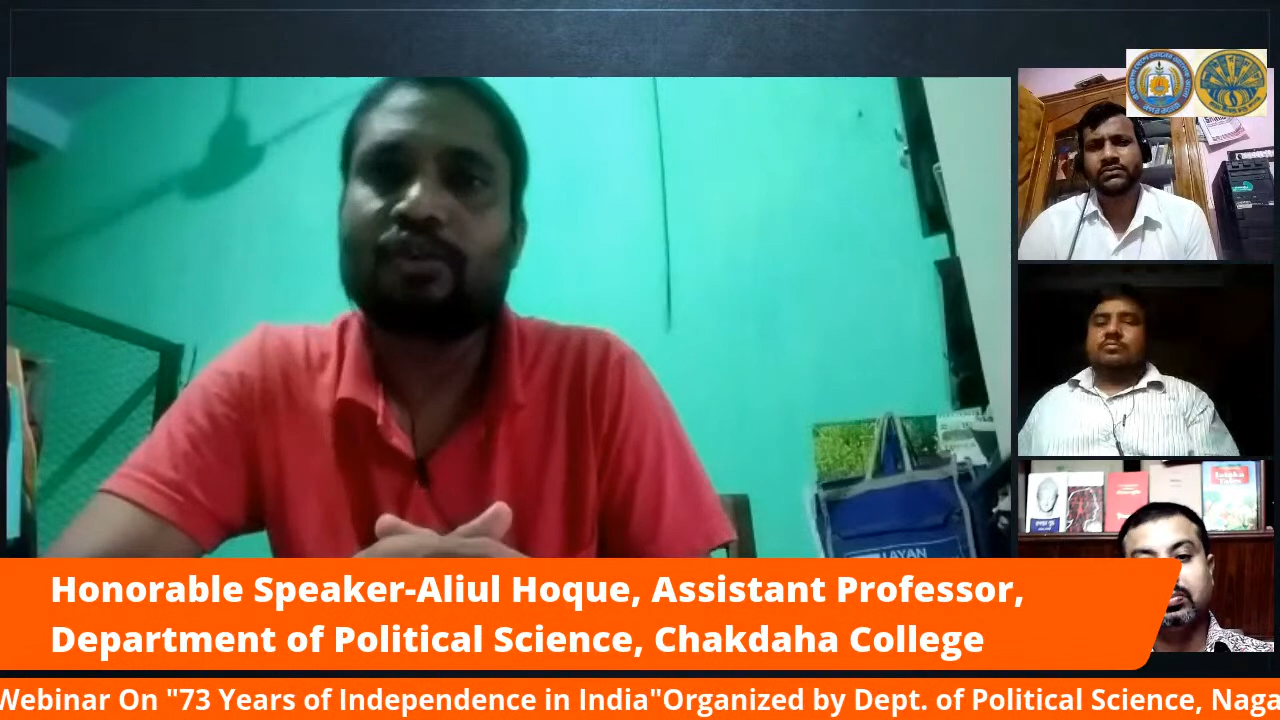 Honorable Speaker-Aliul Hoque, Assistant Professor,
Department of Political Science, Chakdaha College
Webinar On "73 Years of Independence in India"Organized by Dept. of Political Science, Naga
LAYAN